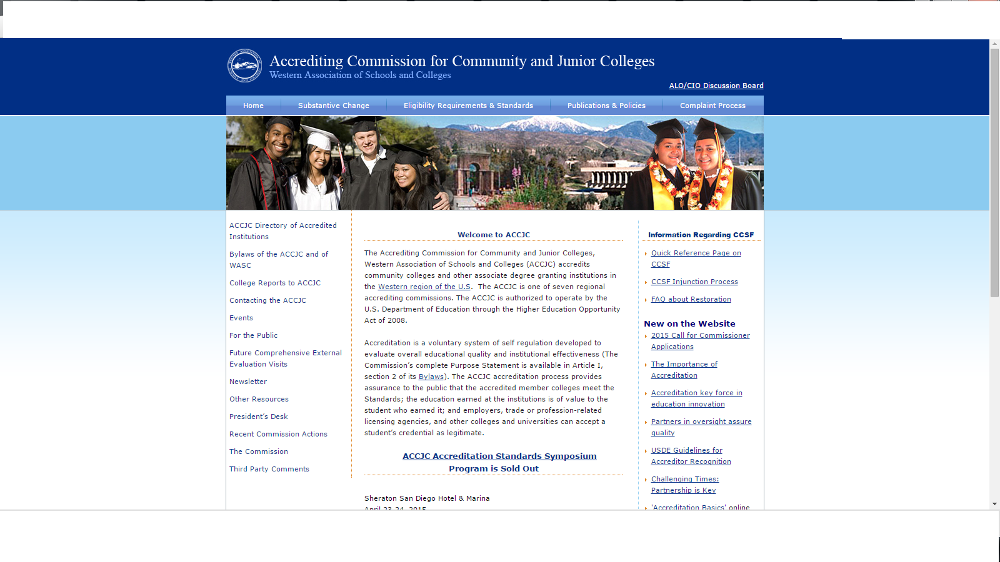 Accrediting Commission for Community and Junior Colleges
Western Association of Schools and Colleges
ALO/CIO Discussion Board
Home
Substantive Change
Eligibility Requirements & Standards
Publications & Policies
Complaint Process
ACCJC Directory of Accredited
Institutions
Bylaws of the ACCJC and of
WASC
College Reports to ACCJC
Contacting the ACCJC
Events
For the Public
Future Comprehensive External
Evaluation Visits
Newsletter
Other Resources
President’s Desk
Recent Commission Actions
The Commission
Third Party Comments
Welcome to ACCJC
The Accrediting Commission for Community and Junior Colleges,
Western Association of Schools and Colleges (ACCJC) accredits
community colleges and other associate degree granting institutions in
the Western region of the U.S.  The ACCJC is one of seven regional
accrediting commissions. The ACCJC is authorized to operate by the
U.S. Department of Education through the Higher Education Opportunity
Act of 2008.
Accreditation is a voluntary system of self regulation developed to
evaluate overall educational quality and institutional effectiveness (The
Commission’s complete Purpose Statement is available in Article I,
section 2 of its Bylaws). The ACCJC accreditation process provides
assurance to the public that the accredited member colleges meet the
Standards; the education earned at the institutions is of value to the
student who earned it; and employers, trade or profession-related
licensing agencies, and other colleges and universities can accept a
student’s credential as legitimate.
ACCJC Accreditation Standards Symposium
Program is Sold Out
Sheraton San Diego Hotel & Marina
April 23-24, 2015
Information Regarding CCSF
Quick Reference Page on
CCSF
CCSF Injunction Process
FAQ about Restoration
New on the Website
2015 Call for Commissioner
Applications
The Importance of
Accreditation
Accreditation key force in
education innovation
Partners in oversight assure
quality
USDE Guidelines for
Accreditor Recognition
Challenging Times:
Partnership is Key
'Accreditation Basics' online